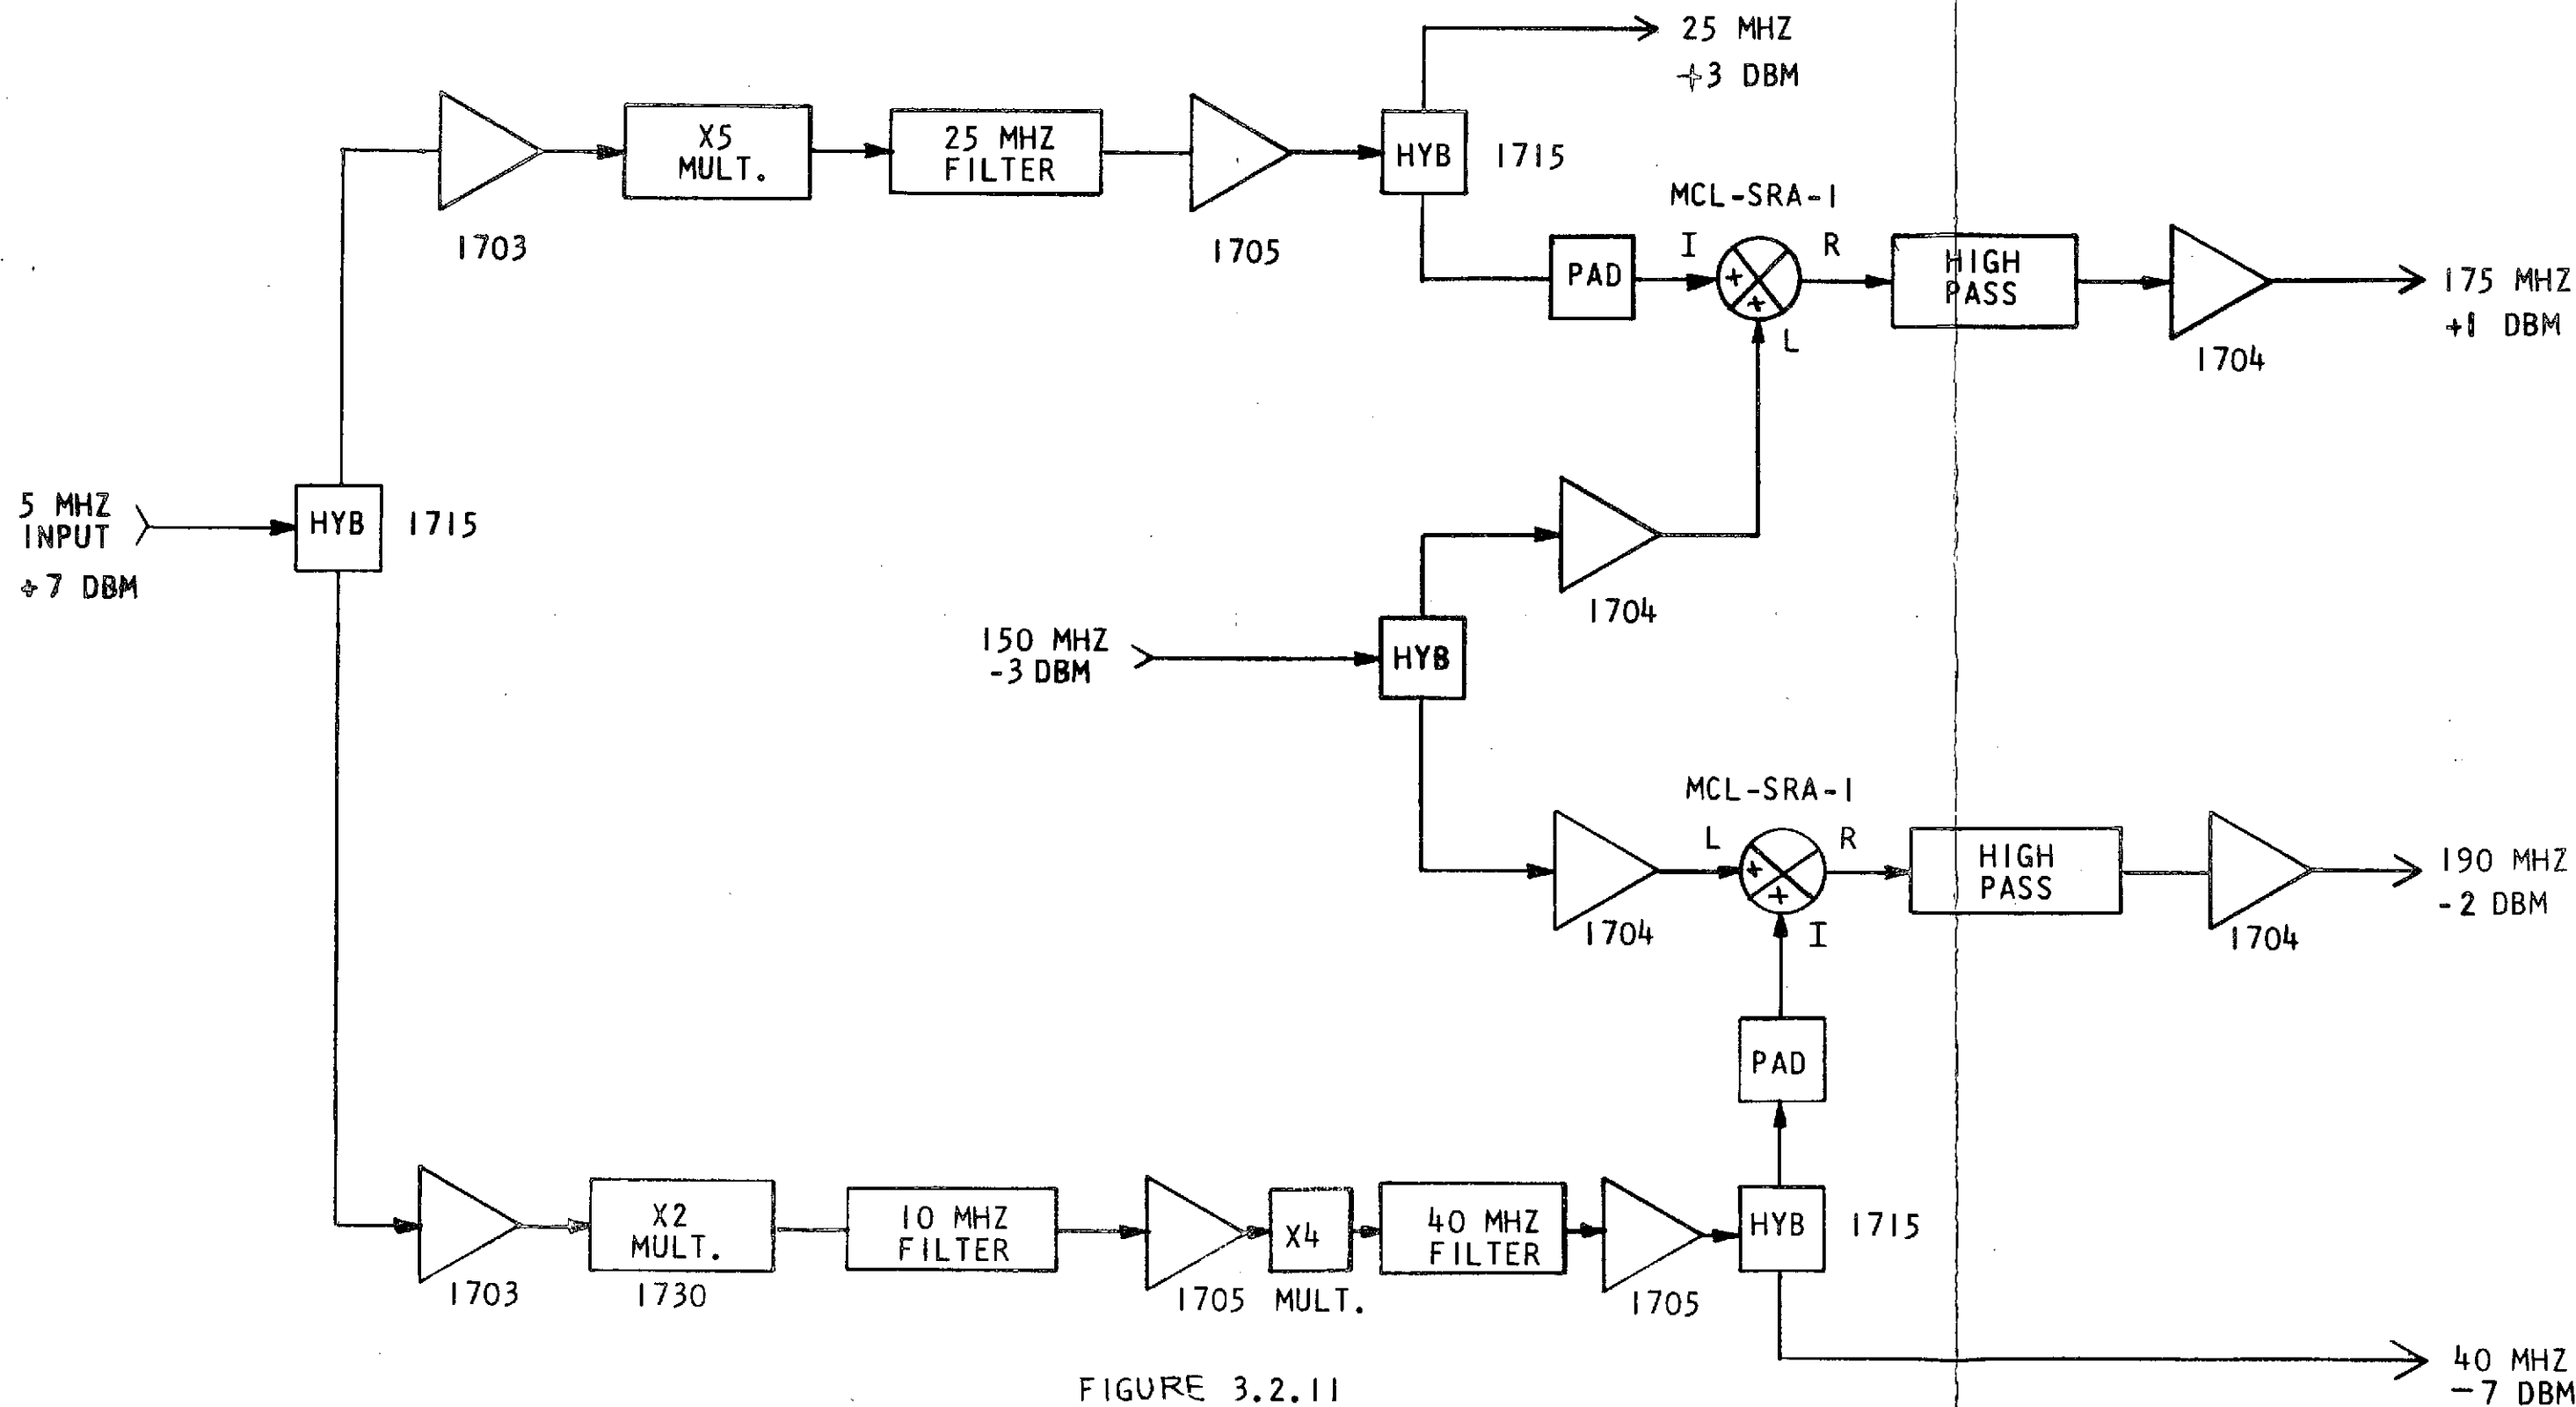 25 MHZ
+3 DBM
X5
MULT.
25 MHZ
FILTER
HYB
1715
1703
1705
MCL-SRA-1
PAD
I
R
L
HIGH
PASS
1704
175 MHZ
+1 DBM
5 MHZ
INPUT
+7 DBM
HYB
1715
1704
150 MHZ
-3 DBM
HYB
MCL-SRA-1
L
R
I
1704
HIGH
PASS
1704
190 MHZ
-2 DBM
PAD
1703
X2
MULT.
1730
10 MHZ
FILTER
1705
X4
MULT.
40 MHZ
FILTER
1705
HYB
1715
40 MHZ
-7 DBM
FIGURE 3.2.11